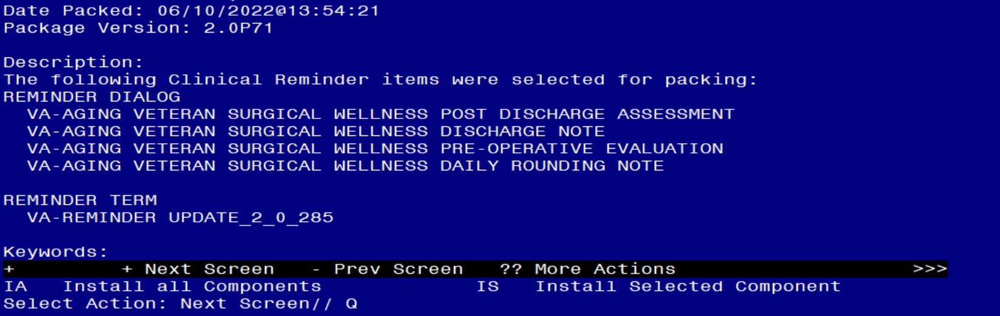 Date Packed: 06/10/2022@13:54:21
Package Version: 2.0P71
Description:
The following Clinical Reminder items were selected for packing:
REMINDER DIALOG
VA-AGING VETERAN SURGICAL WELLNESS POST DISCHARGE ASSESSMENT
VA-AGING VETERAN SURGICAL WELLNESS DISCHARGE NOTE
VA-AGING VETERAN SURGICAL WELLNESS PRE-OPERATIVE EVALUATION
VA-AGING VETERAN SURGICAL WELLNESS DAILY ROUNDING NOTE
REMINDER TERM
VA-REMINDER UPDATE_2_0_285
Keywords:
+ + Next Screen - Prev Screen ?? More Actions >>>
IA Install all Components IS Install Selected Component
Select Action: Next Screen// Q